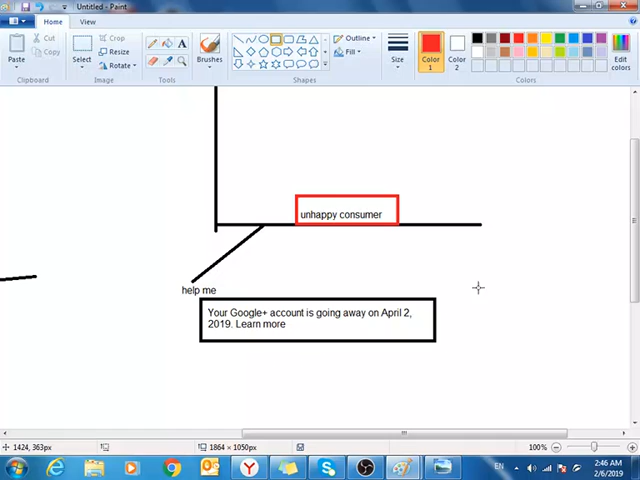 Untitled - Paint
Home
View
Paste
Cut
Copy
Clipboard
Select
Crop
Resize
Rotate
Image
A
Tools
Brushes
Outline
Fill
Shapes
Size
Color
1
Color
2
Edit
colors
Colors
unhappy consumer
help me
Your Google+ account is going away on April 2,
2019. Learn more
1424, 363px
1864 × 1050px
100%
EN
2:46 AM
2/6/2019